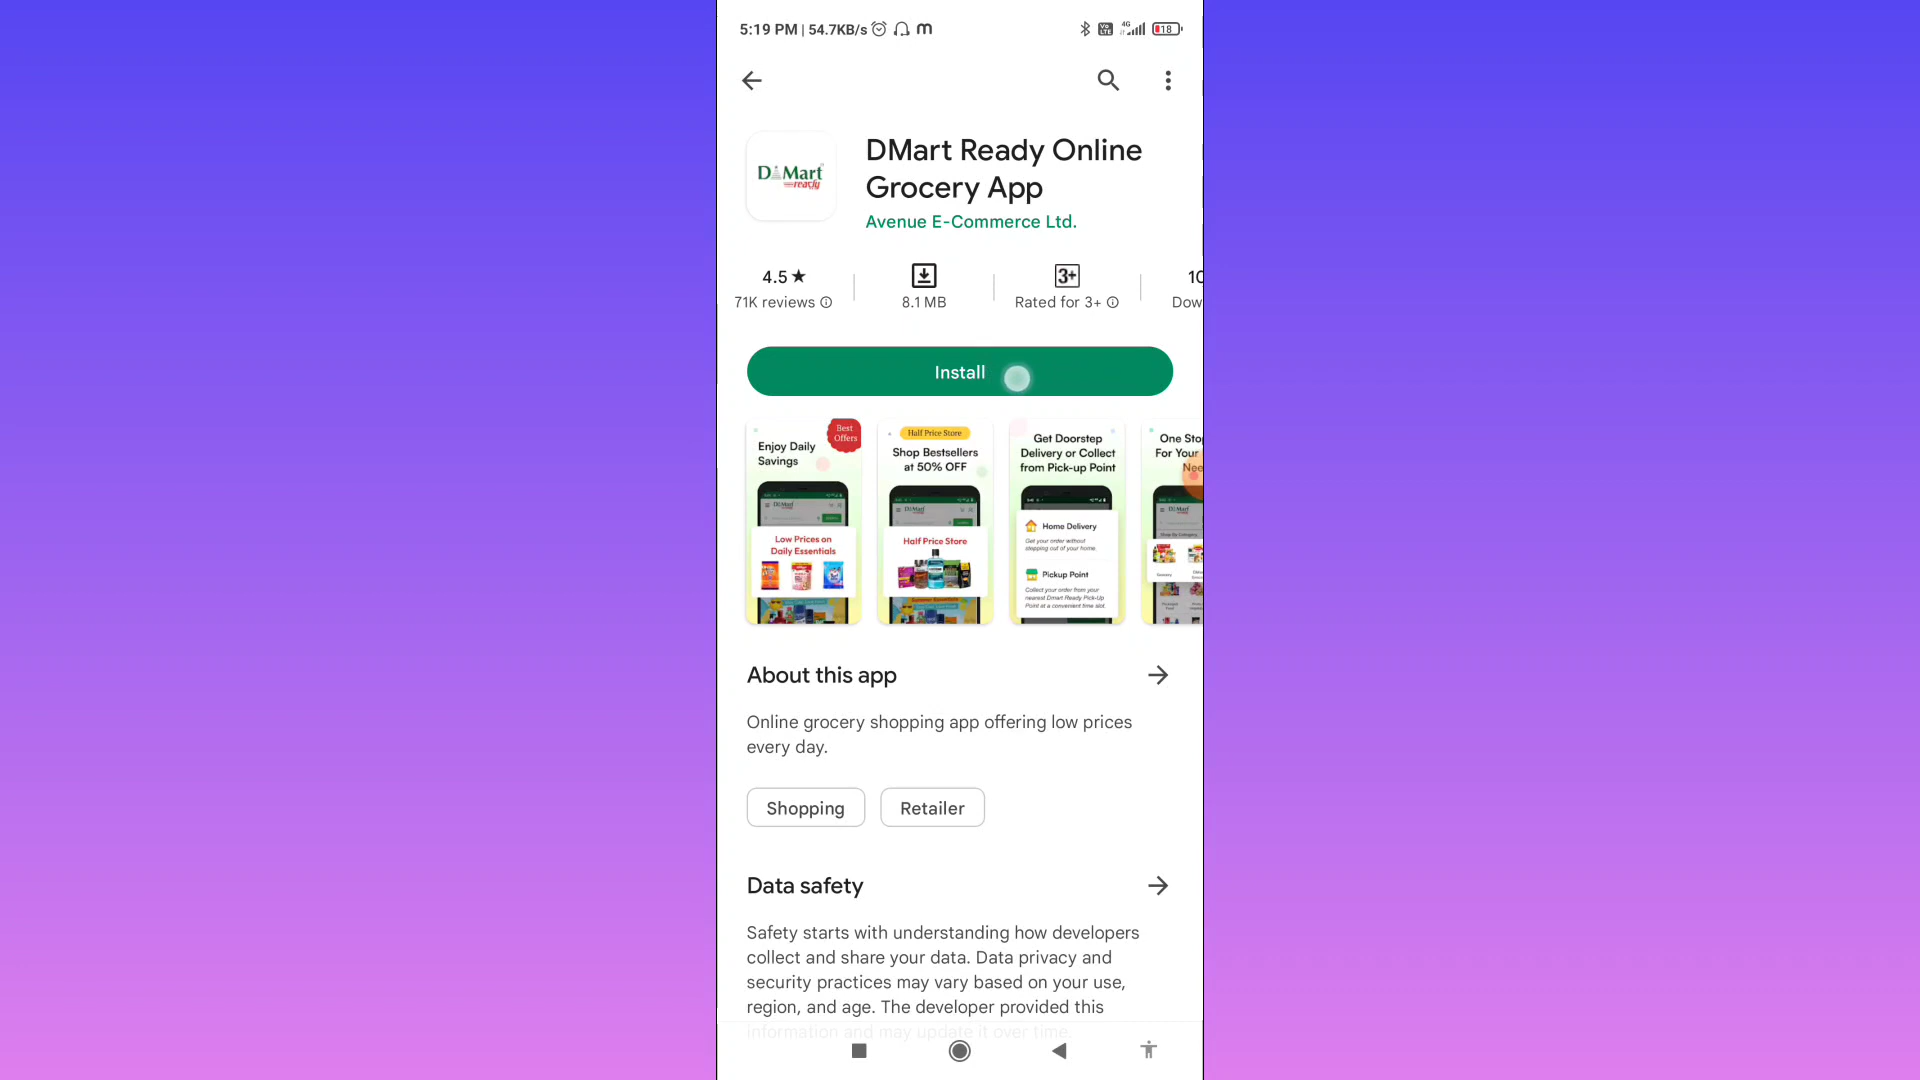 5:19 PM | 54.7KB/s
4G
18
D Mart
ready
DMart Ready Online
Grocery App
Avenue E-Commerce Ltd.
4.5★
8.1 MB
3+
10
71K reviews
Rated for 3+
Dow
Install
Best
Offers
Enjoy Daily
Savings
Low Prices on
Daily Essentials
Half Price Store
Shop Bestsellers
at 50% OFF
Half Price Store
Get Doorstep
Delivery or Collect
from Pick-up Point
Home Delivery
Get your order without
stepping out of your home.
Pickup Point
Collect your order from your
nearest Dmart Ready Pick-Up
Point at a convenient time slot.
One Sto
For Your
Nee
About this app
Online grocery shopping app offering low prices
every day.
Shopping
Retailer
Data safety
Safety starts with understanding how developers
collect and share your data. Data privacy and
security practices may vary based on your use,
region, and age. The developer provided this
information and may update it over time.